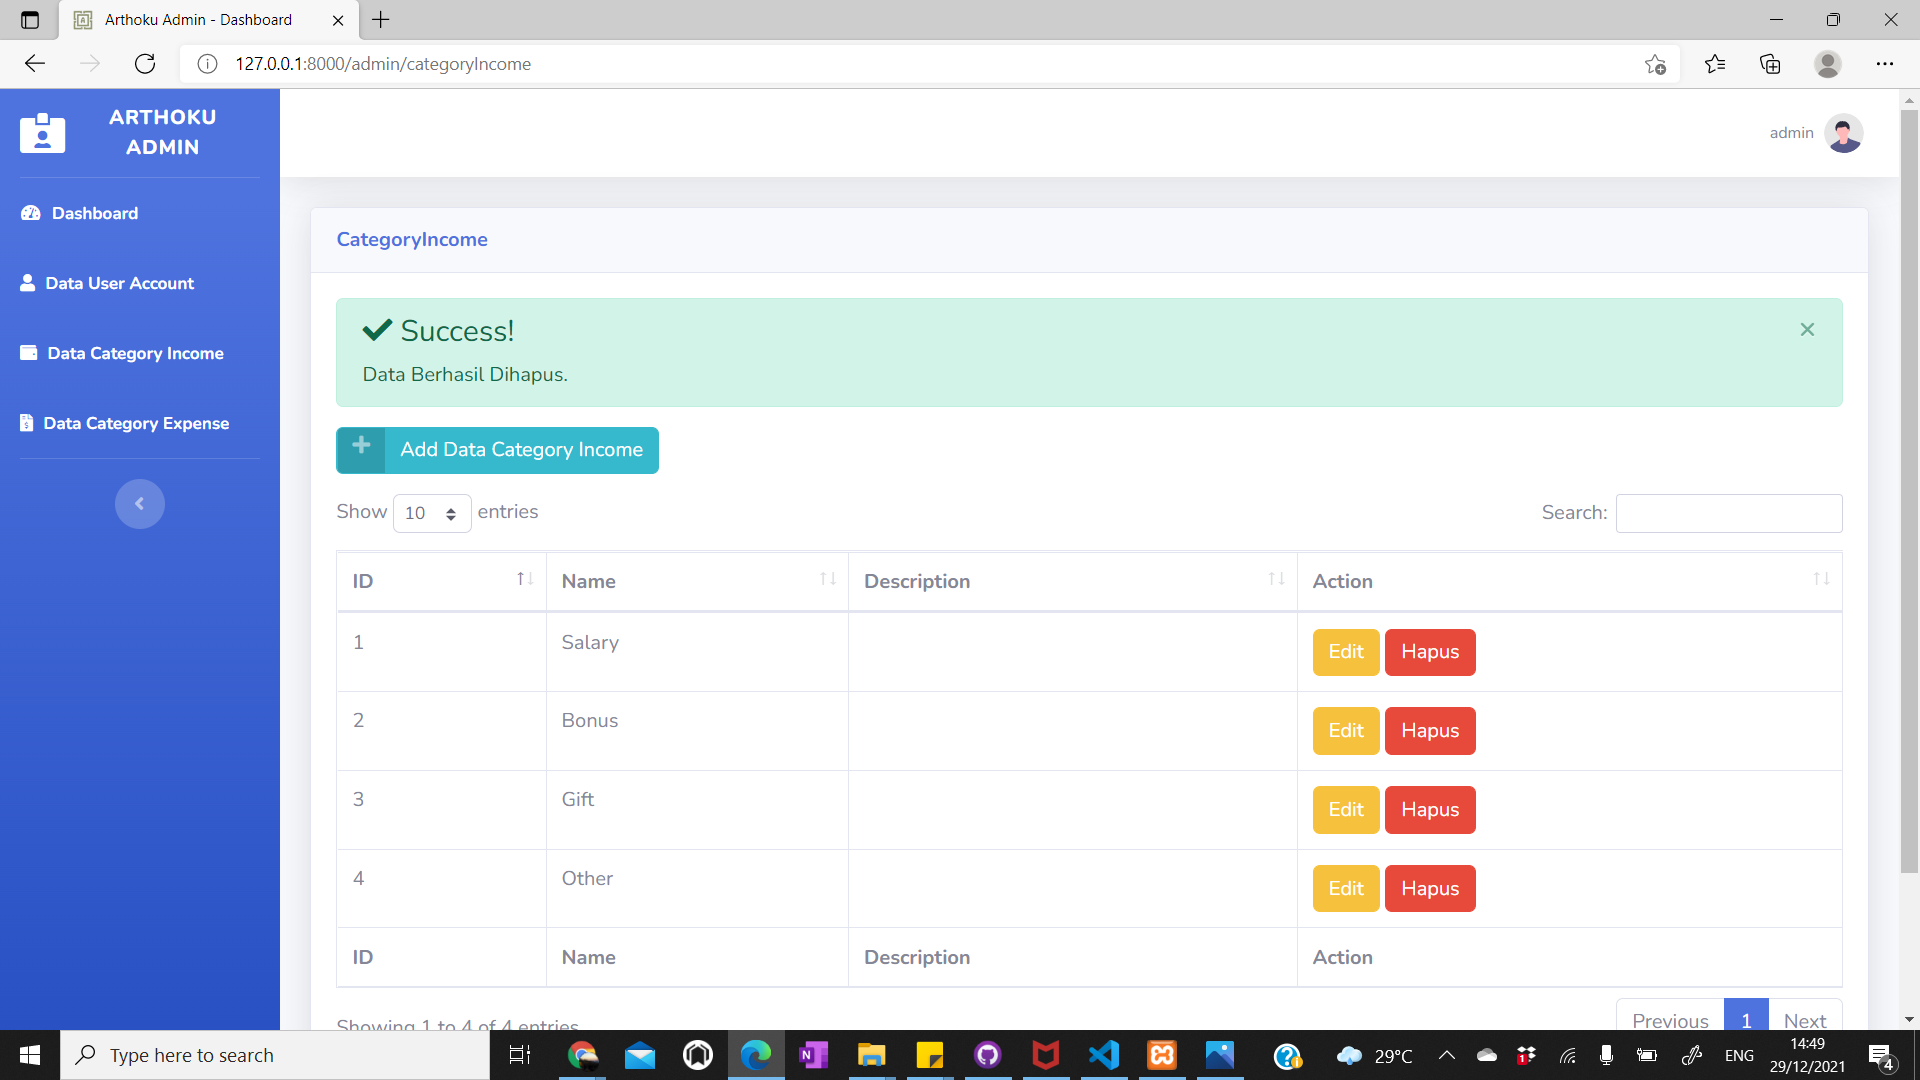 Arthoku Admin - Dashboard
127.0.0.1:8000/admin/categoryIncome
ARTHOKU
ADMIN
admin
Dashboard
Data User Account
Data Category Income
Data Category Expense
CategoryIncome
Success!
Data Berhasil Dihapus.
Add Data Category Income
Show 10 entries
Search:
ID Name Description Action
1 Salary Edit Hapus
2 Bonus Edit Hapus
3 Gift Edit Hapus
4 Other Edit Hapus
ID Name Description Action
Showing 1 to 4 of 4 entries
Previous 1 Next
Type here to search
29°C
ENG
14:49
29/12/2021
4
1